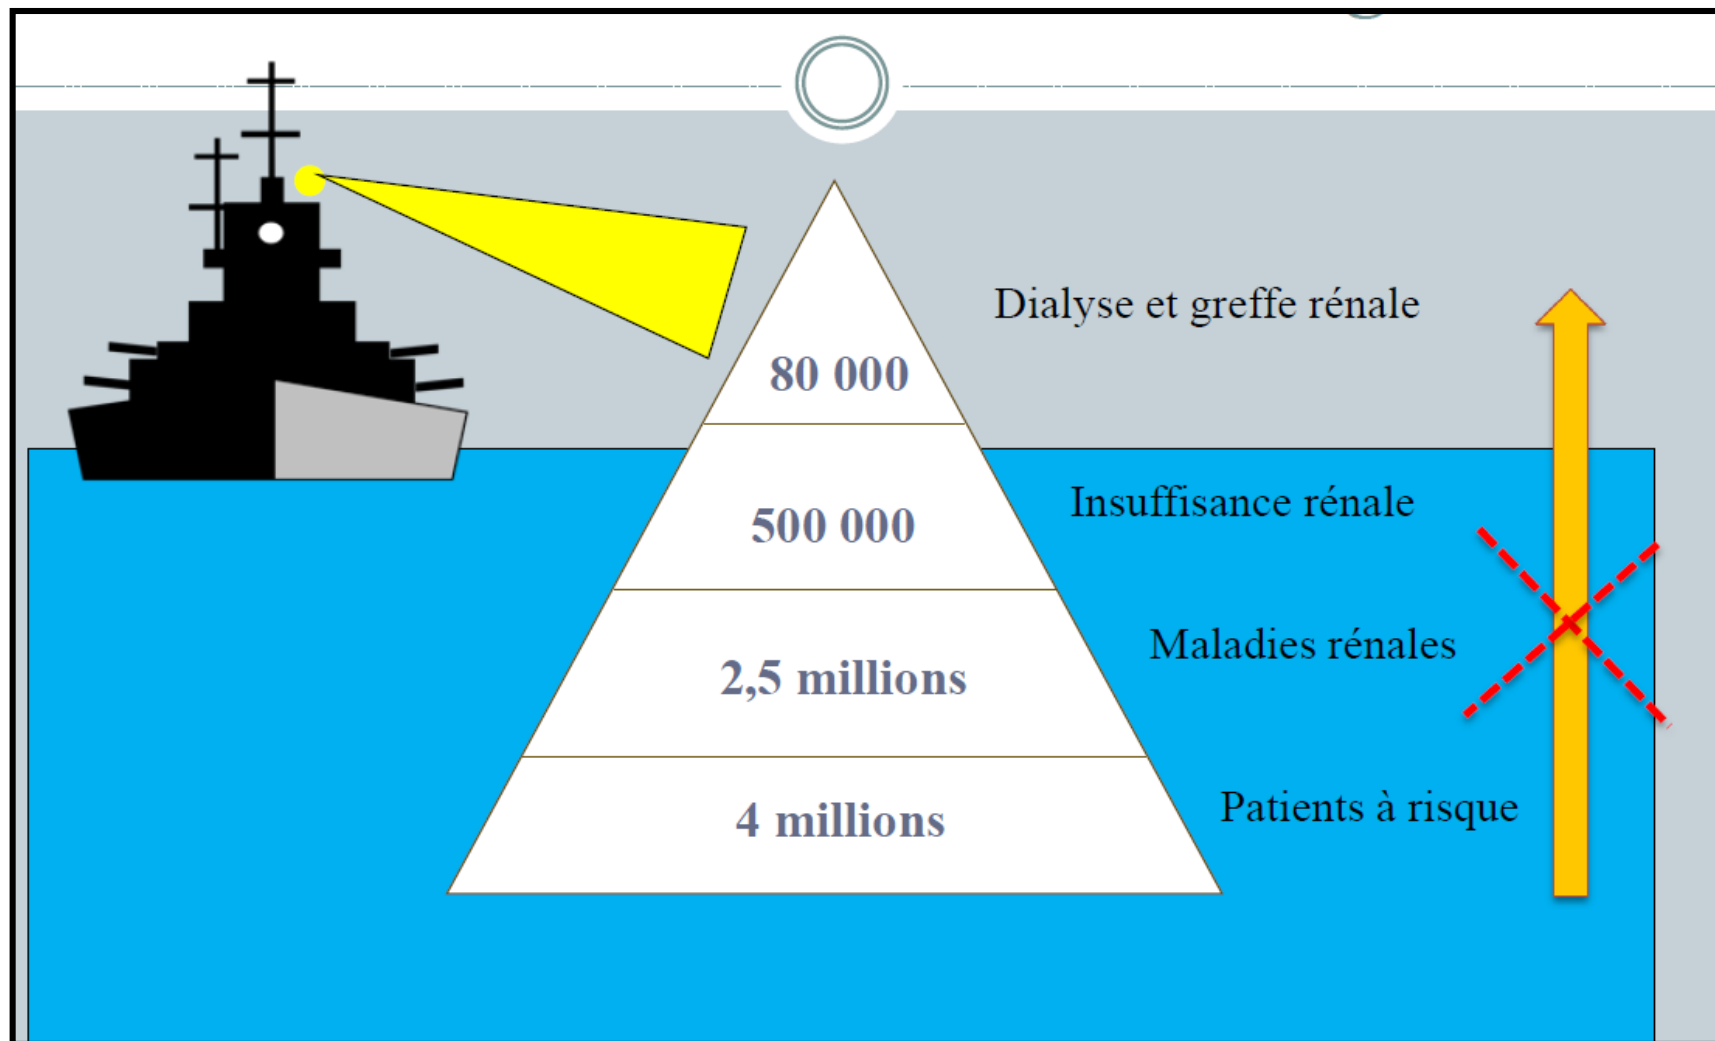 Dialyse et greffe rénale
80 000
Insuffisance rénale
500 000
Maladies rénales
2,5 millions
Patients à risque
4 millions